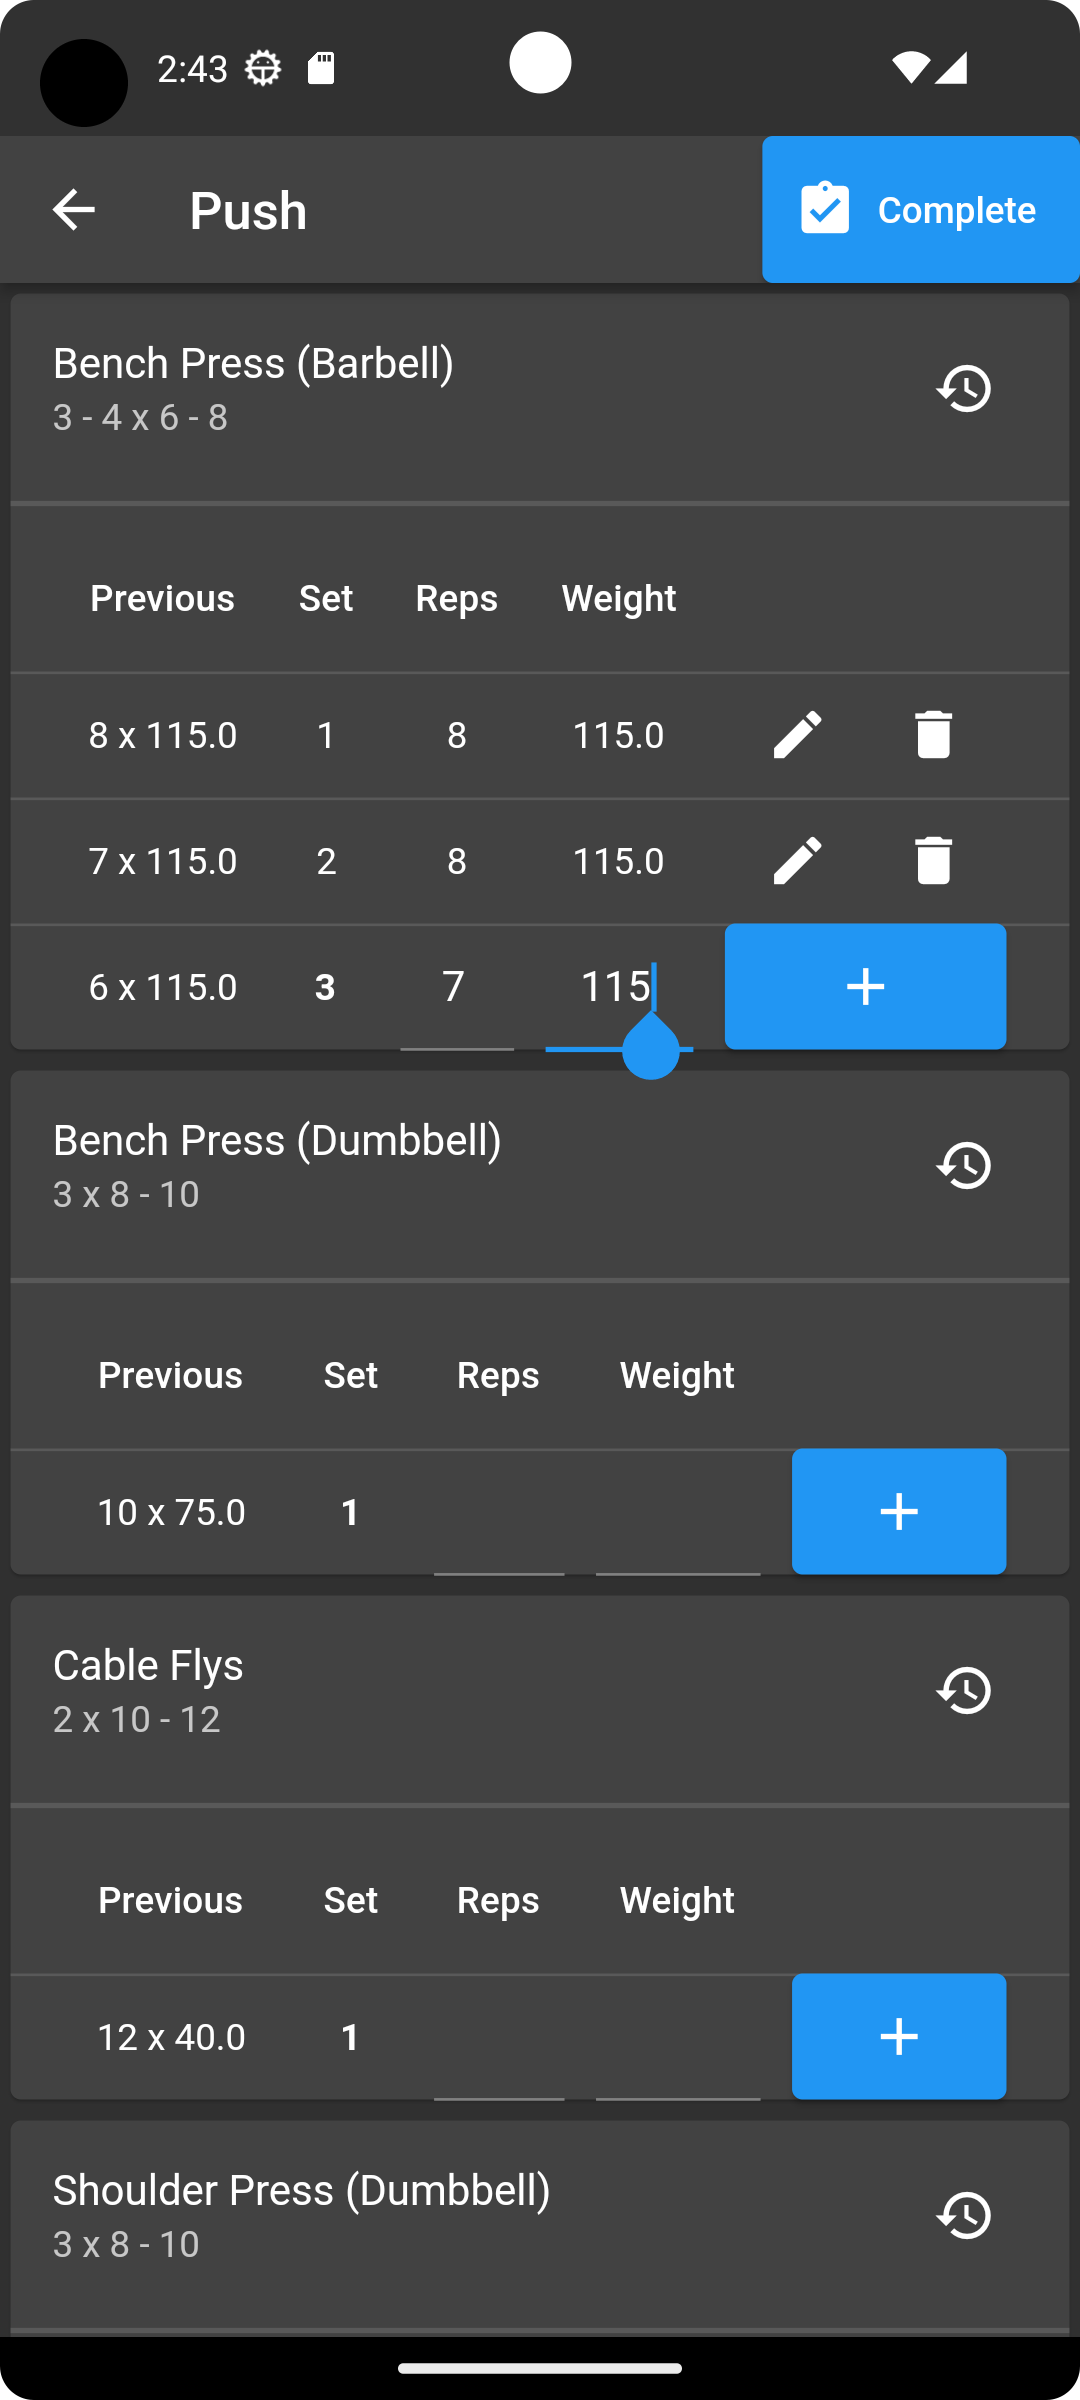 2:43
Push
Complete
Bench Press (Barbell)
3 - 4 x 6 - 8
Previous Set Reps Weight
8 x 115.0 1 8 115.0
7 x 115.0 2 8 115.0
6 x 115.0 3 7 115
Bench Press (Dumbbell)
3 x 8 - 10
Previous Set Reps Weight
10 x 75.0 1
Cable Flys
2 x 10 - 12
Previous Set Reps Weight
12 x 40.0 1
Shoulder Press (Dumbbell)
3 x 8 - 10